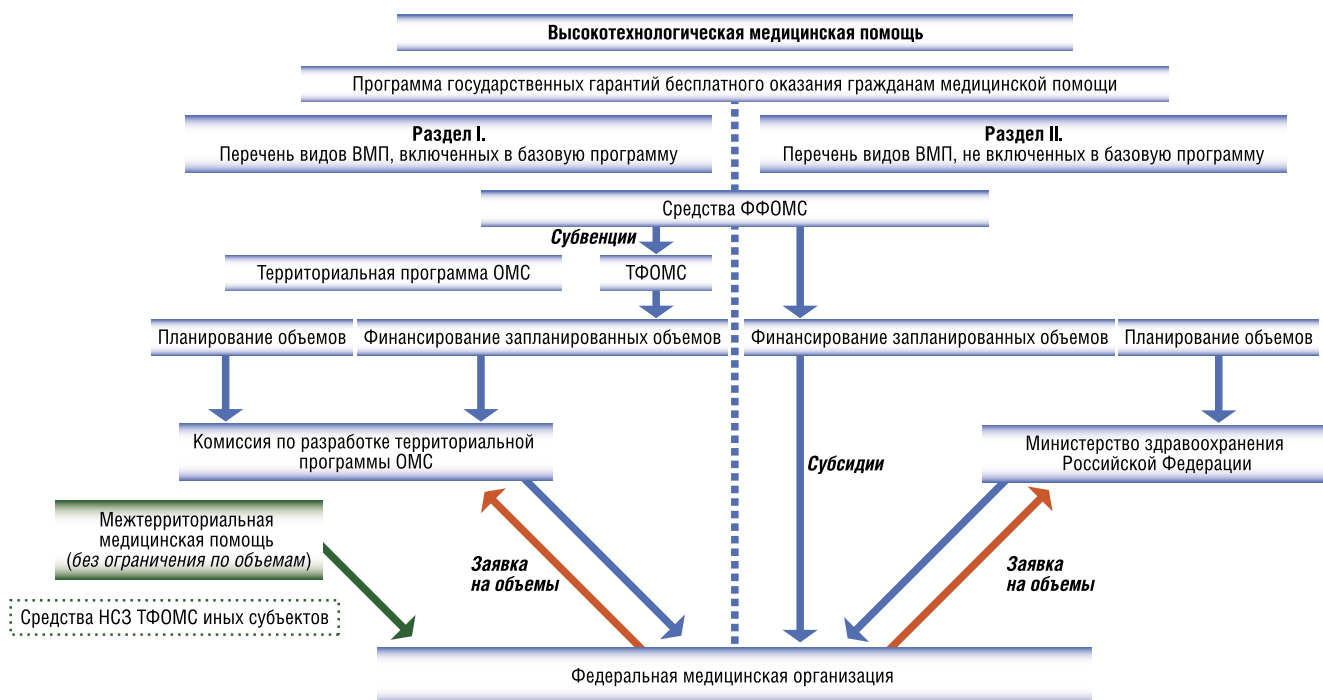 Высокотехнологическая медицинская помощь
Программа государственных гарантий бесплатного оказания гражданам медицинской помощи
Раздел I.
Перечень видов ВМП, включенных в базовую программу
Раздел II.
Перечень видов ВМП, не включенных в базовую программу
Средства ФФОМС
Субвенции
Территориальная программа ОМС
ТФОМС
Планирование объемов
Финансирование запланированных объемов
Финансирование запланированных объемов
Планирование объемов
Комиссия по разработке территориальной
программы ОМС
Министерство здравоохранения
Российской Федерации
Субсидии
Межтерриториальная
медицинская помощь
(без ограничения по объемам)
Заявка
на объемы
Заявка
на объемы
Средства НСЗ ТФОМС иных субъектов
Федеральная медицинская организация